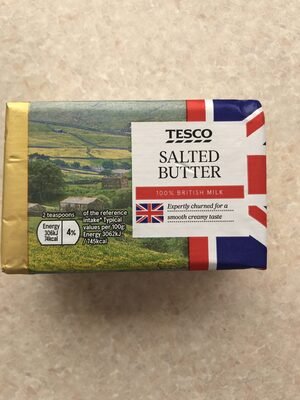 TESCO
SALTED
BUTTER
100% BRITISH MILK
Expertly churned for a
smooth creamy taste
2 teaspoons
Energy
306kJ
74kcal
4%
of the reference
intake* Typical
values per 100g:
Energy 3062kJ
/745kcal